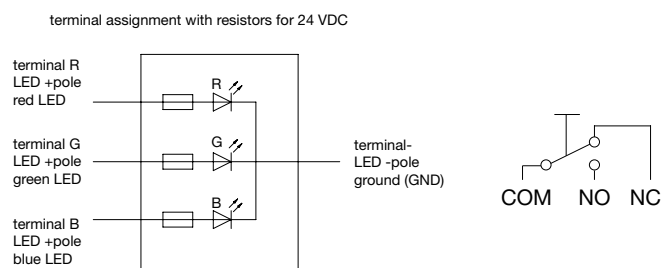 terminal assignment with resistors for 24 VDC
terminal R
LED +pole
red LED
R
terminal G
LED +pole
green LED
G
terminal B
LED +pole
blue LED
B
terminal-
LED -pole
ground (GND)
COM NO NC